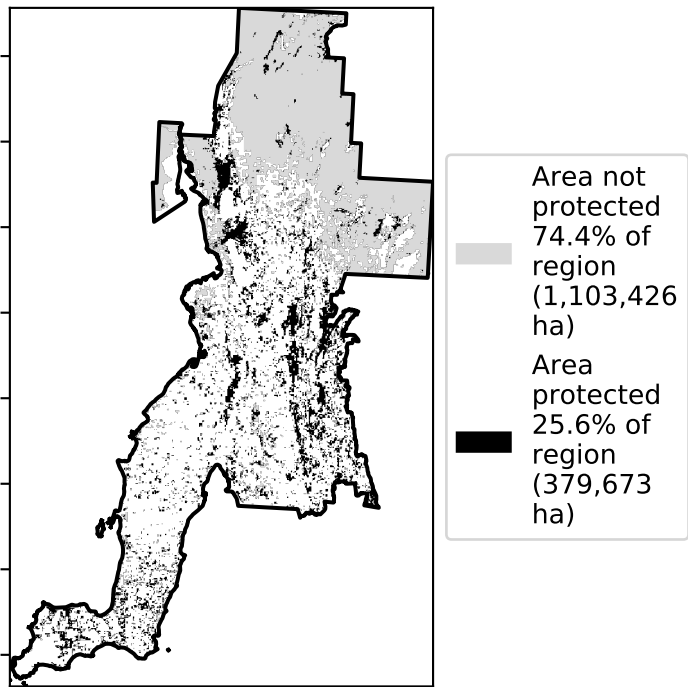 Area not
protected
74.4% of
region
(1,103,426
ha)
Area
protected
25.6% of
region
(379,673
ha)